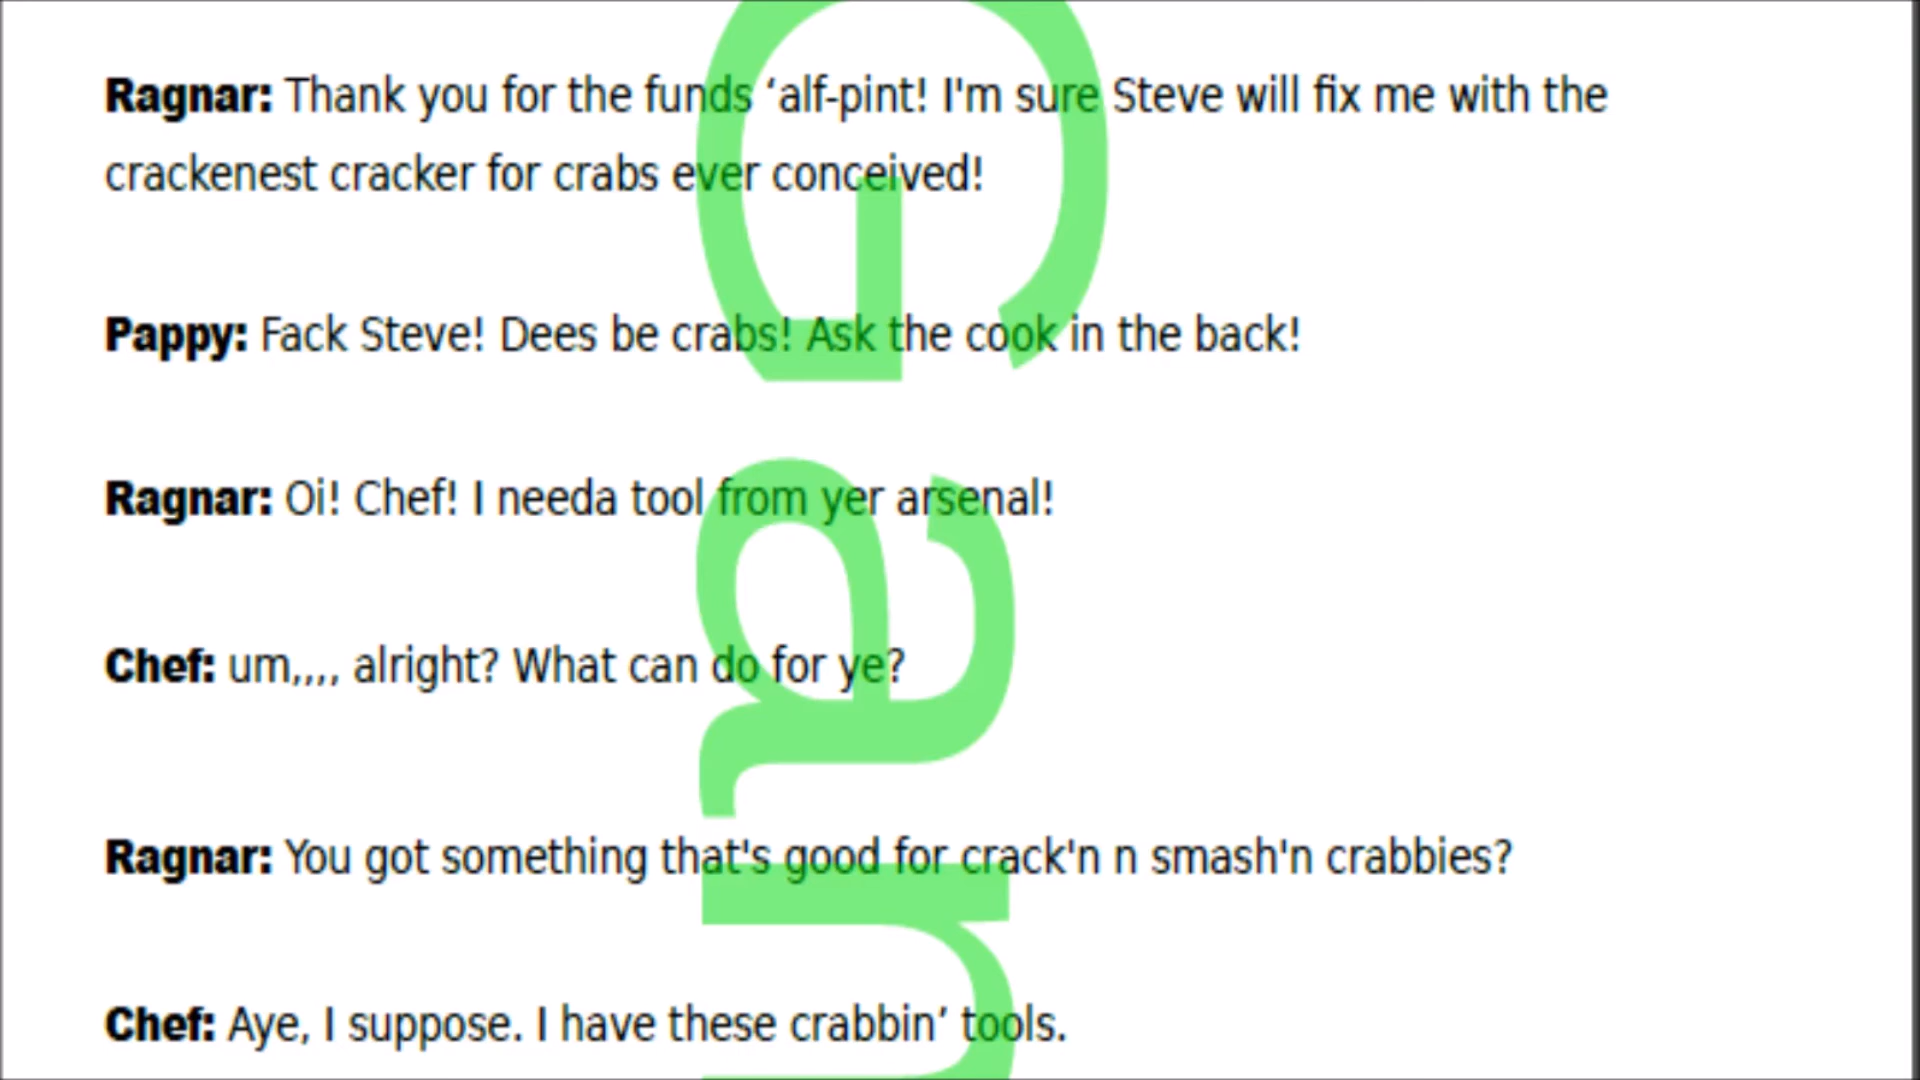 Ragnar: Thank you for the funds ‘alf-pint! I'm sure Steve will fix me with the
crackenest cracker for crabs ever conceived!
Pappy: Fack Steve! Dees be crabs! Ask the cook in the back!
Ragnar: Oi! Chef! I needa tool from yer arsenal!
Chef: um,,,, alright? What can do for ye?
Ragnar: You got something that's good for crack'n n smash'n crabbies?
Chef: Aye, I suppose. I have these crabbin’ tools.
Ga